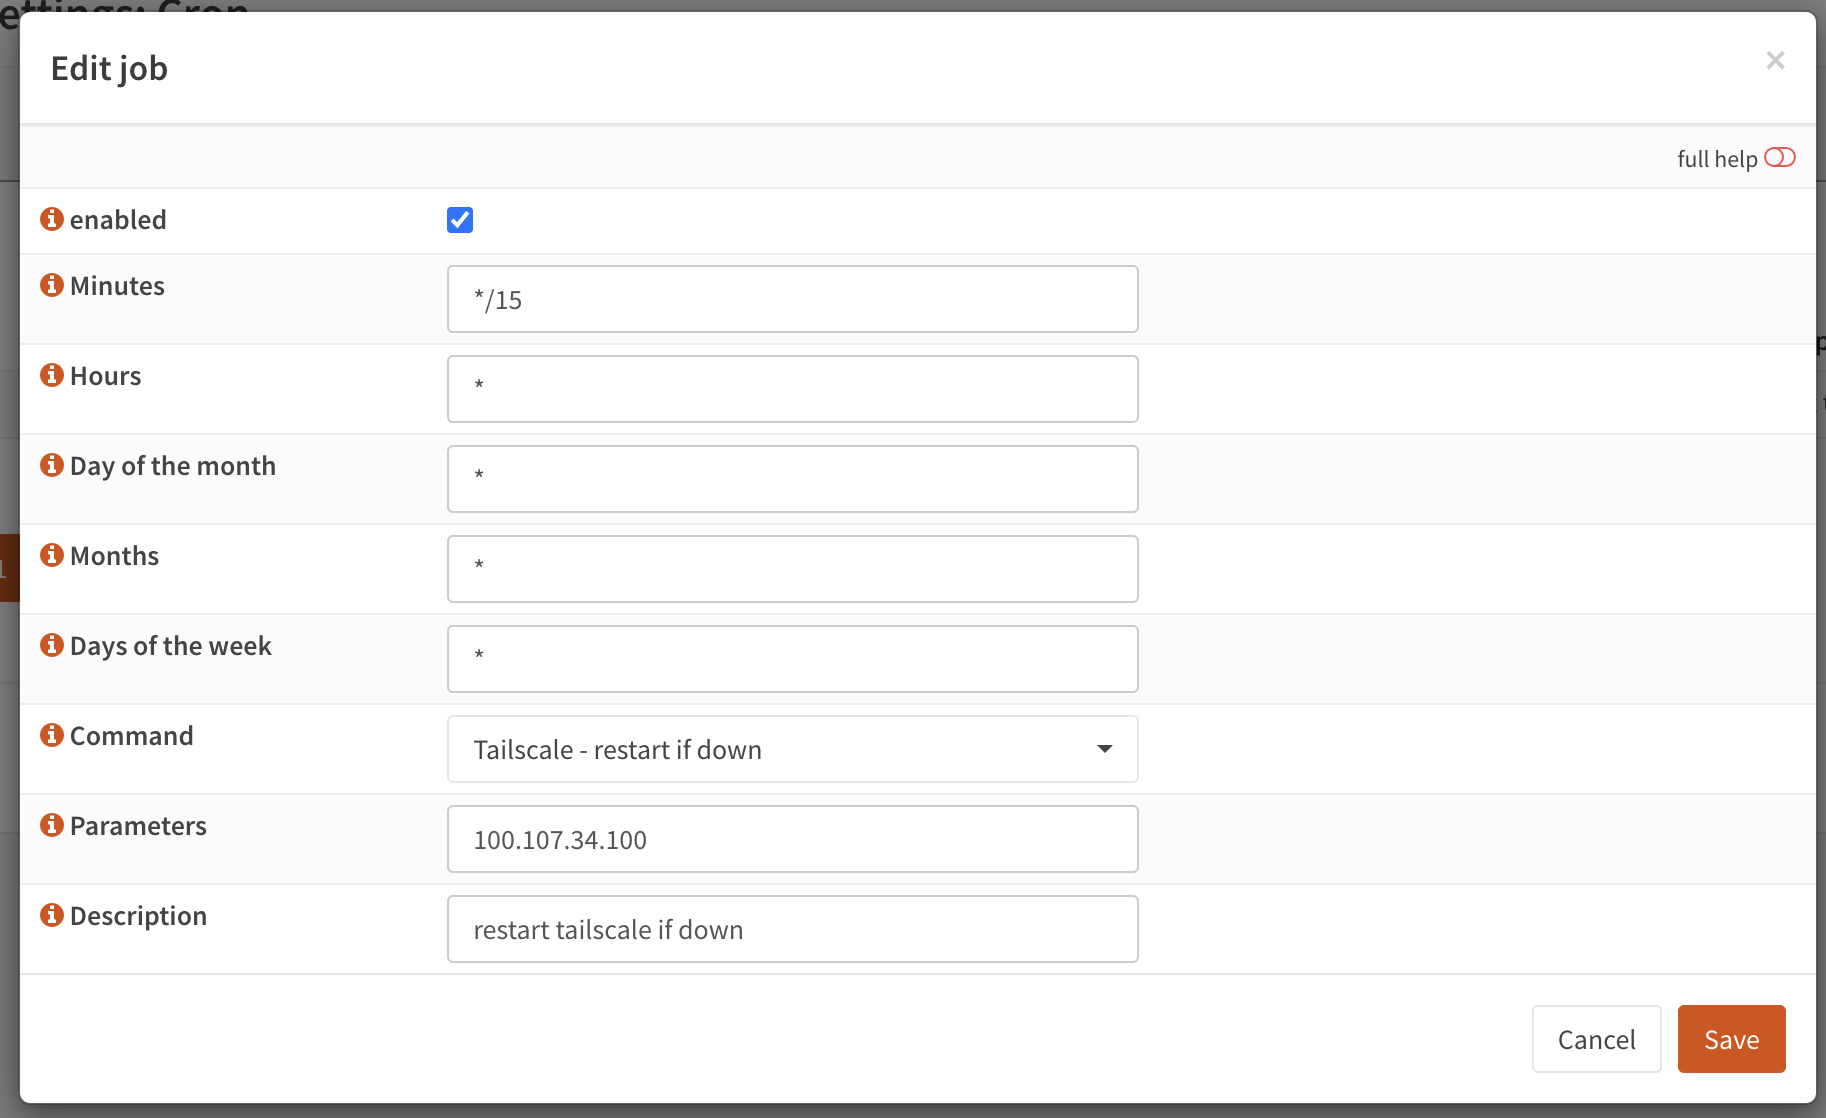 ettings: Cron
Edit job
×
full help
enabled
Minutes
*/15
Hours
*
Day of the month
*
Months
*
Days of the week
*
Command
Tailscale - restart if down
Parameters
100.107.34.100
Description
restart tailscale if down
Cancel
Save